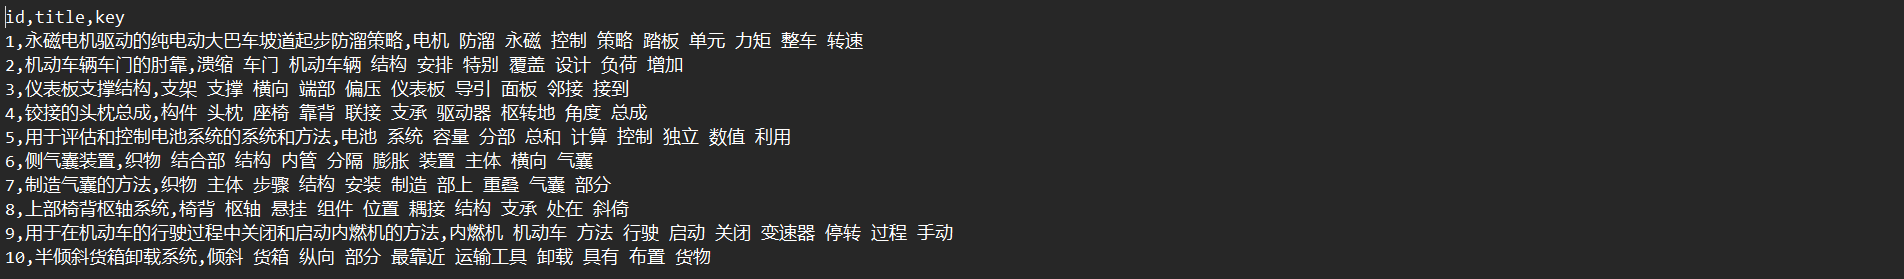 id,title,key
1,永磁电机驱动的纯电动大巴车坡道起步防溜策略,电机 防溜 永磁 控制 策略 踏板 单元 力矩 整车 转速
2,机动车辆车门的肘靠,溃缩 车门 机动车辆 结构 安排 特别 覆盖 设计 负荷 增加
3,仪表板支撑结构,支架 支撑 横向 端部 偏压 仪表板 导引 面板 邻接 接到
4,铰接的头枕总成,构件 头枕 座椅 靠背 联接 支承 驱动器 枢转地 角度 总成
5,用于评估和控制电池系统的系统和方法,电池 系统 容量 分部 总和 计算 控制 独立 数值 利用
6,侧气囊装置,织物 结合部 结构 内管 分隔 膨胀 装置 主体 横向 气囊
7,制造气囊的方法,织物 主体 步骤 结构 安装 制造 部上 重叠 气囊 部分
8,上部椅背枢轴系统,椅背 枢轴 悬挂 组件 位置 耦接 结构 支承 处在 斜倚
9,用于在机动车的行驶过程中关闭和启动内燃机的方法,内燃机 机动车 方法 行驶 启动 关闭 变速器 停转 过程 手动
10,半倾斜货箱卸载系统,倾斜 货箱 纵向 部分 最靠近 运输工具 卸载 具有 布置 货物